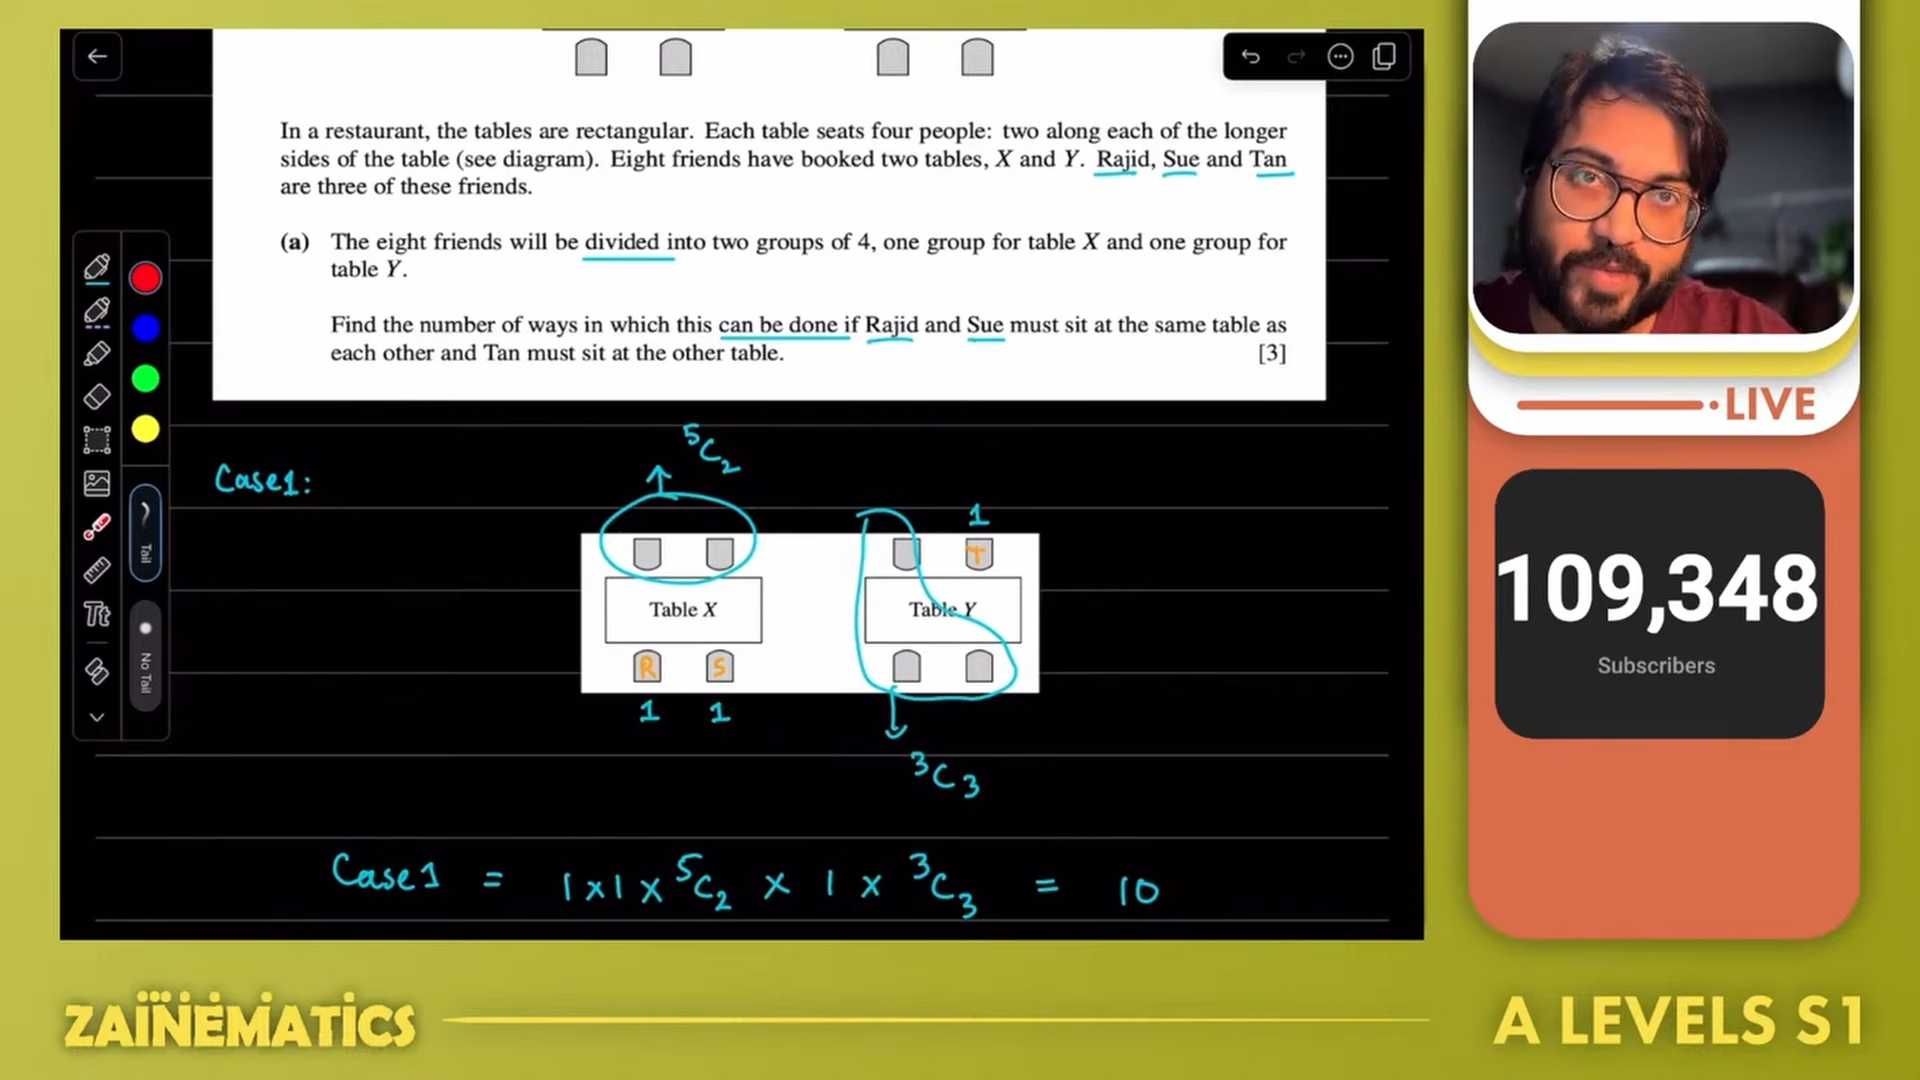 In a restaurant, the tables are rectangular. Each table seats four people: two along each of the longer
sides of the table (see diagram). Eight friends have booked two tables, X and Y. Rajid, Sue and Tan
are three of these friends.
(a) The eight friends will be divided into two groups of 4, one group for table X and one group for
table Y.
Find the number of ways in which this can be done if Rajid and Sue must sit at the same table as
each other and Tan must sit at the other table. [3]
Tt
Tail
No Tail
Case1:
⁵C₂
1
T
Table X
Table Y
R S
1 1
³C₃
Case1 = 1x1x ⁵C₂ x 1 x ³C₃ = 10
LIVE
109,348
Subscribers
ZAINEMATICS
A LEVELS S1